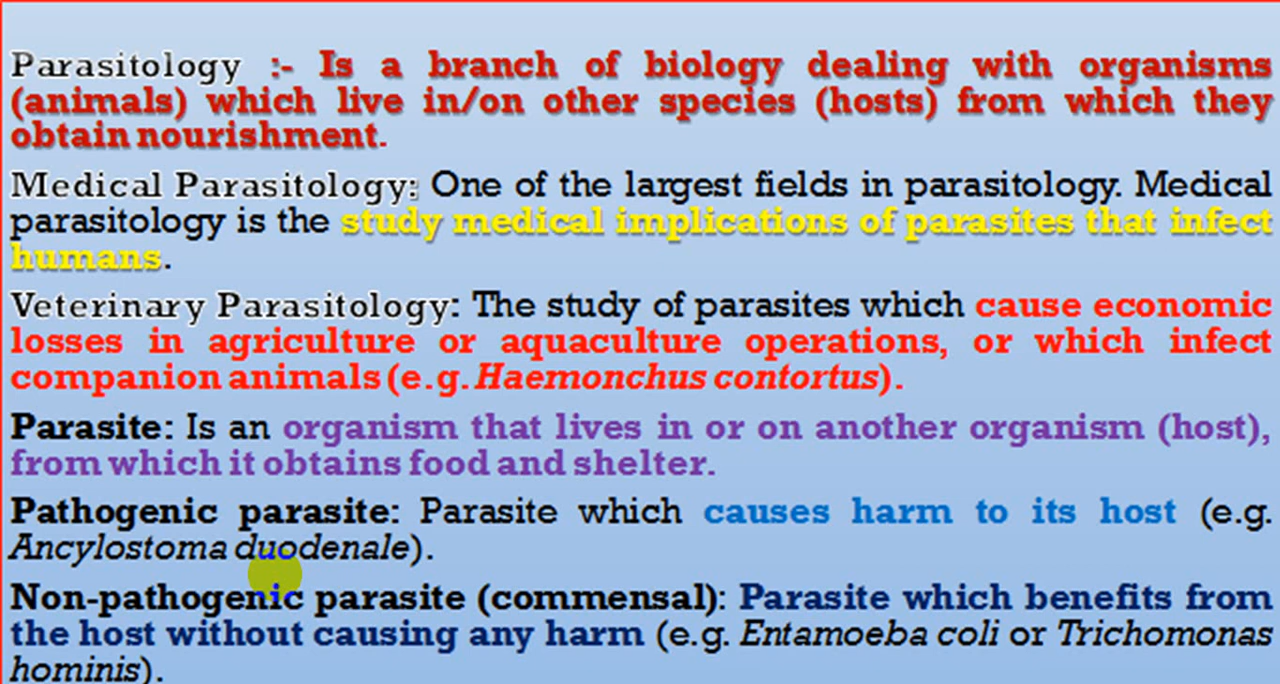 Parasitology :- Is a branch of biology dealing with organisms
(animals) which live in/on other species (hosts) from which they
obtain nourishment.
Medical Parasitology: One of the largest fields in parasitology. Medical
parasitology is the study medical implications of parasites that infect
humans.
Veterinary Parasitology: The study of parasites which cause economic
losses in agriculture or aquaculture operations, or which infect
companion animals (e.g. Haemonchus contortus).
Parasite: Is an organism that lives in or on another organism (host),
from which it obtains food and shelter.
Pathogenic parasite: Parasite which causes harm to its host (e.g.
Ancylostoma duodenale).
Non-pathogenic parasite (commensal): Parasite which benefits from
the host without causing any harm (e.g. Entamoeba coli or Trichomonas
hominis).